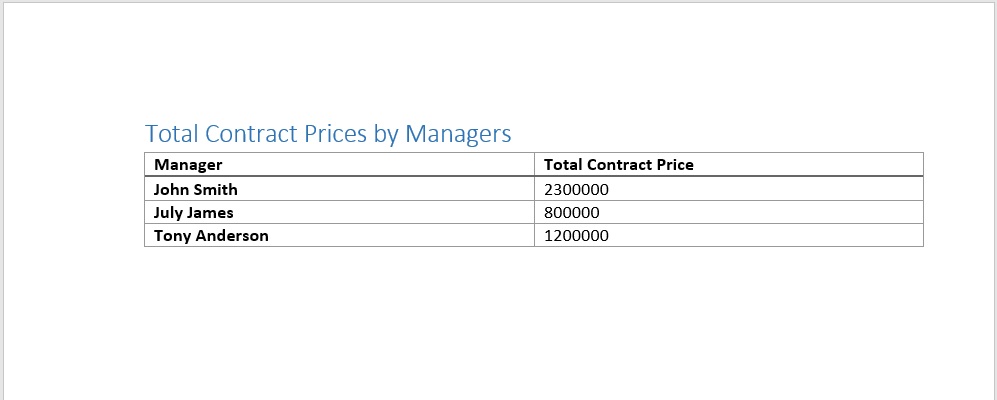 Total Contract Prices by Managers
Manager Total Contract Price
John Smith 2300000
July James 800000
Tony Anderson 1200000